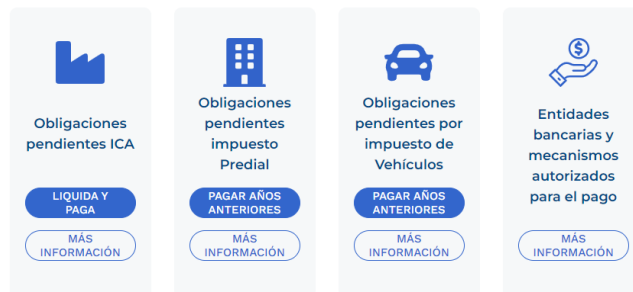 Obligaciones
pendientes ICA
LIQUIDA Y
PAGA
MÁS
INFORMACIÓN
Obligaciones
pendientes
impuesto
Predial
PAGAR AÑOS
ANTERIORES
MÁS
INFORMACIÓN
Obligaciones
pendientes por
impuesto de
Vehículos
PAGAR AÑOS
ANTERIORES
MÁS
INFORMACIÓN
$
Entidades
bancarias y
mecanismos
autorizados
para el pago
MÁS
INFORMACIÓN